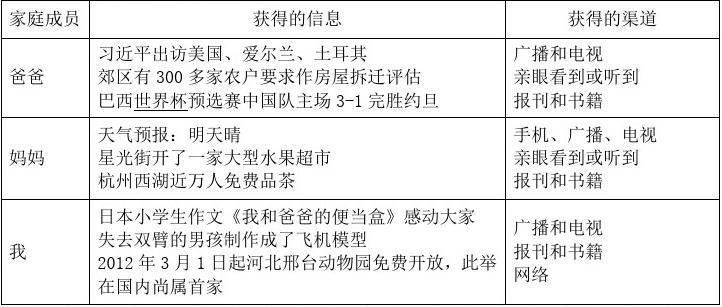 家庭成员 获得的信息 获得的渠道
爸爸
习近平出访美国、爱尔兰、土耳其
郊区有 300 多家农户要求作房屋拆迁评估
巴西世界杯预选赛中国队主场 3-1 完胜约旦
广播和电视
亲眼看到或听到
报刊和书籍
妈妈
天气预报：明天晴
星光街开了一家大型水果超市
杭州西湖近万人免费品茶
手机、广播、电视
亲眼看到或听到
报刊和书籍
我
日本小学生作文《我和爸爸的便当盒》感动大家
失去双臂的男孩制作成了飞机模型
2012 年 3 月 1 日起河北邢台动物园免费开放，此举
在国内尚属首家
广播和电视
报刊和书籍
网络